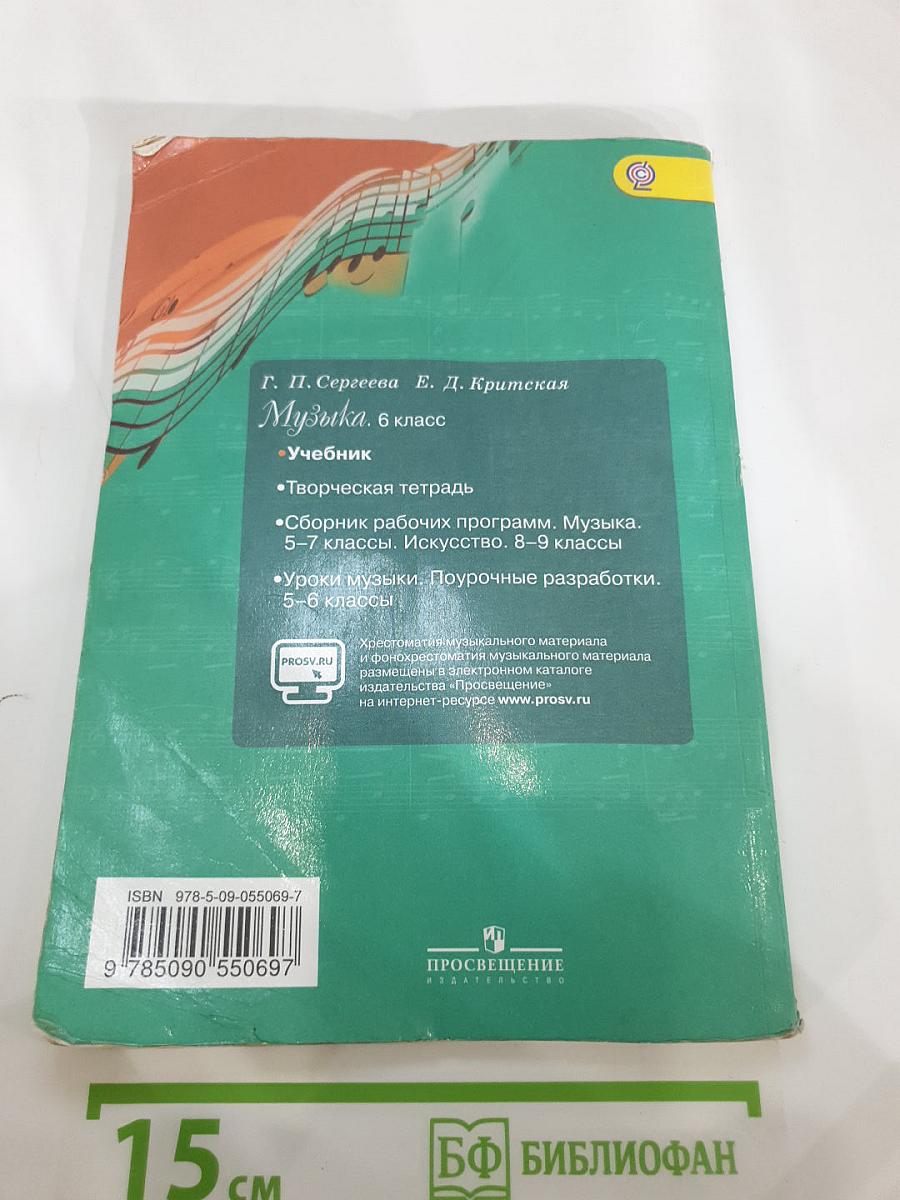 Г. П. Сергеева Е. Д. Критская
Музыка. 6 класс
•Учебник
•Творческая тетрадь
•Сборник рабочих программ. Музыка.
5–7 классы. Искусство. 8–9 классы
•Уроки музыки. Поурочные разработки.
5–6 классы
PROSV.RU
Хрестоматия музыкального материала
и фонохрестоматия музыкального материала
размещены в электронном каталоге
издательства «Просвещение»
на интернет-ресурсе www.prosv.ru
ISBN 978-5-09-055069-7
9 785090 550697
ИП
ПРОСВЕЩЕНИЕ
ИЗДАТЕЛЬСТВО
15 см
БФ БИБЛИОФАН